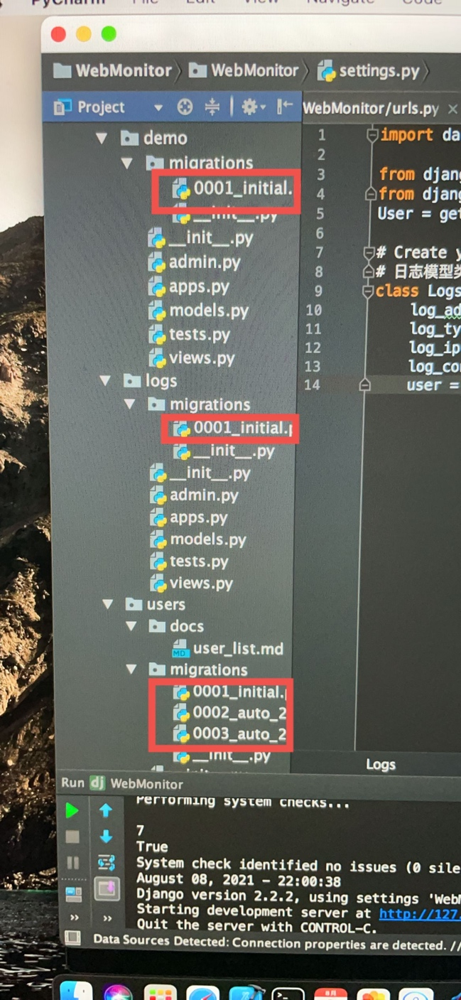 PyCharm File Edit View Navigate Code
WebMonitor WebMonitor settings.py
Project WebMonitor/urls.py ×
demo
migrations
0001_initial.
__init__.py
__init__.py
admin.py
apps.py
models.py
tests.py
views.py
logs
migrations
0001_initial.p
__init__.py
__init__.py
admin.py
apps.py
models.py
tests.py
views.py
users
docs
MD user_list.md
migrations
0001_initial.
0002_auto_2
0003_auto_2
__init__.py
1 import da
2
3 from djang
4 from djang
5 User = get
6
7 # Create y
8 # 日志模型类
9 class Logs
10 log_ad
11 log_ty
12 log_ip
13 log_co
14 user =
Logs
Run dj WebMonitor
Performing system checks...
7
True
System check identified no issues (0 sile
August 08, 2021 - 22:00:38
Django version 2.2.2, using settings 'WebM
Starting development server at http://127.
Quit the server with CONTROL-C.
Data Sources Detected: Connection properties are detected. //
8月